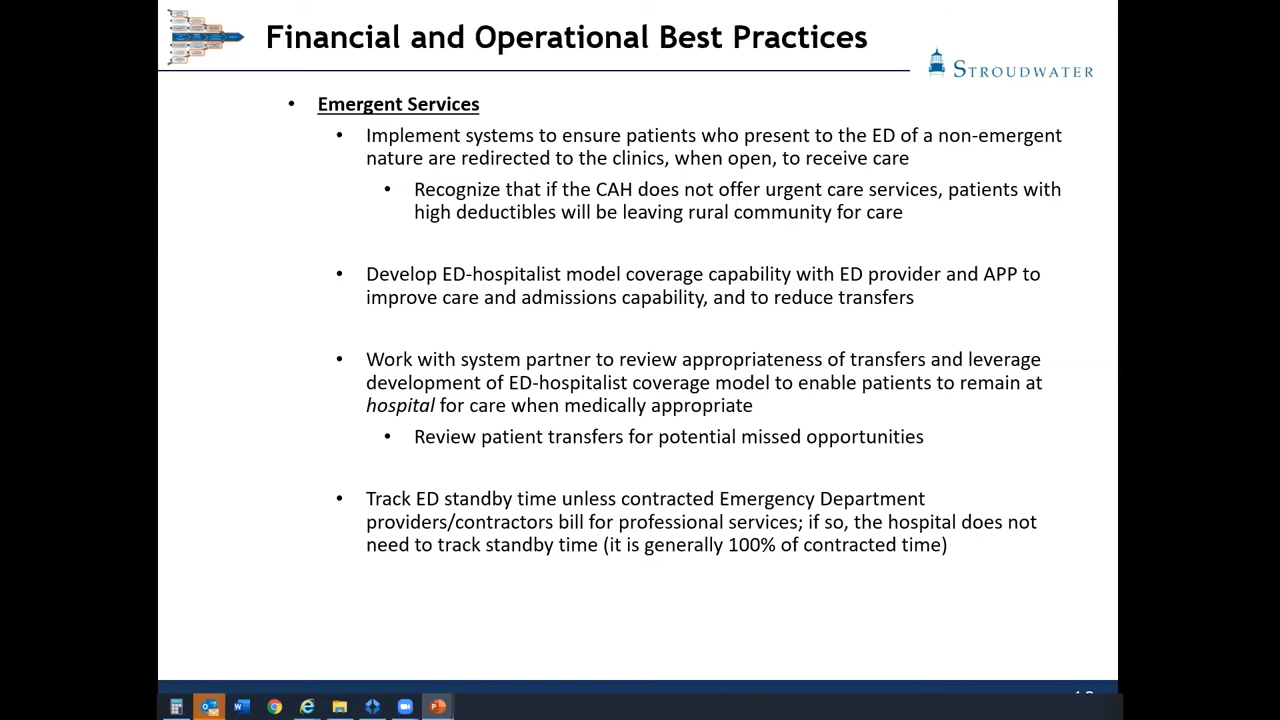 Financial and Operational Best Practices
STROUDWATER
• Emergent Services
• Implement systems to ensure patients who present to the ED of a non-emergent
nature are redirected to the clinics, when open, to receive care
• Recognize that if the CAH does not offer urgent care services, patients with
high deductibles will be leaving rural community for care
• Develop ED-hospitalist model coverage capability with ED provider and APP to
improve care and admissions capability, and to reduce transfers
• Work with system partner to review appropriateness of transfers and leverage
development of ED-hospitalist coverage model to enable patients to remain at
hospital for care when medically appropriate
• Review patient transfers for potential missed opportunities
• Track ED standby time unless contracted Emergency Department
providers/contractors bill for professional services; if so, the hospital does not
need to track standby time (it is generally 100% of contracted time)